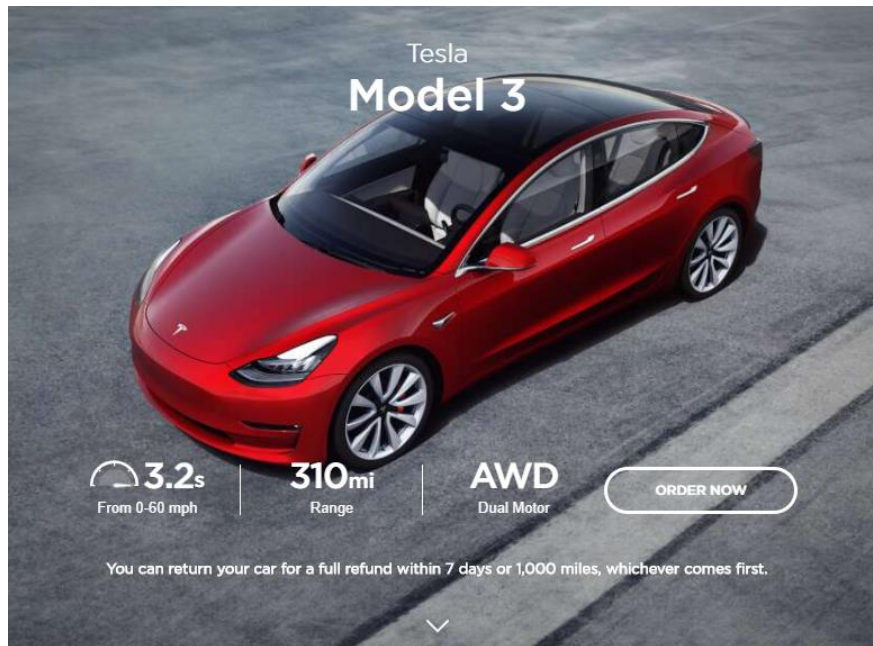 Tesla
Model 3
3.2s
From 0-60 mph
310mi
Range
AWD
Dual Motor
ORDER NOW
You can return your car for a full refund within 7 days or 1,000 miles, whichever comes first.